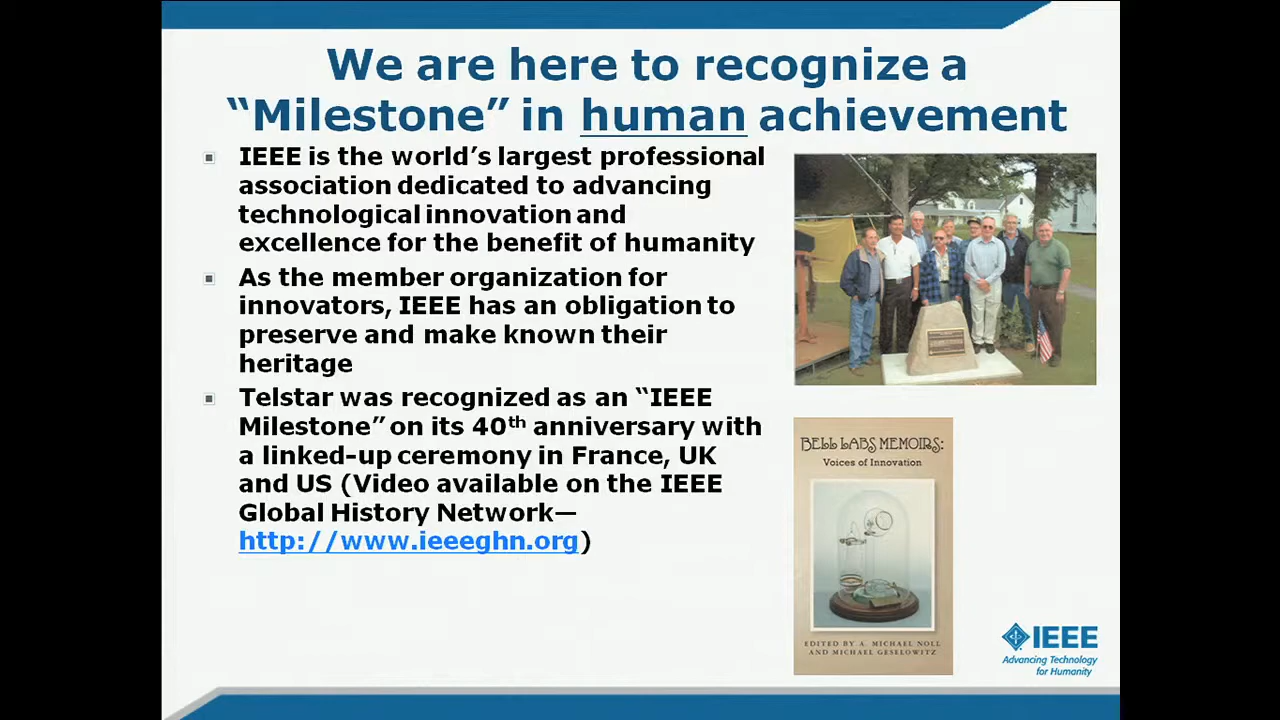 We are here to recognize a
“Milestone” in human achievement
IEEE is the world’s largest professional
association dedicated to advancing
technological innovation and
excellence for the benefit of humanity
As the member organization for
innovators, IEEE has an obligation to
preserve and make known their
heritage
Telstar was recognized as an “IEEE
Milestone” on its 40th anniversary with
a linked-up ceremony in France, UK
and US (Video available on the IEEE
Global History Network—
http://www.ieeeghn.org)
BELL LABS MEMOIRS:
Voices of Innovation
EDITED BY A. MICHAEL NOLL
AND MICHAEL GESELOWITZ
IEEE
Advancing Technology
for Humanity